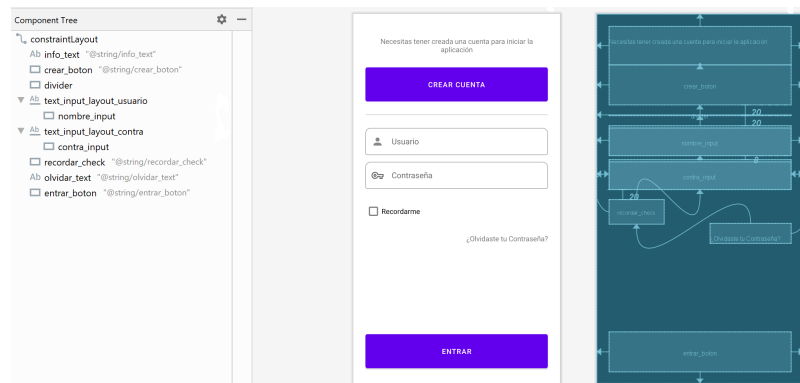 Component Tree
constraintLayout
Ab info_text "@string/info_text"
crear_boton "@string/crear_boton"
divider
Ab text_input_layout_usuario
nombre_input
Ab text_input_layout_contra
contra_input
recordar_check "@string/recordar_check"
Ab olvidar_text "@string/olvidar_text"
entrar_boton "@string/entrar_boton"
Necesitas tener creada una cuenta para iniciar la
aplicación
CREAR CUENTA
Usuario
Contraseña
Recordarme
¿Olvidaste tu Contraseña?
ENTRAR
Necesitas tener creada una cuenta para iniciar la aplicación
crear_boton
20
20
nombre_input
8
contra_input
20
recordar_check
¿Olvidaste tu Contraseña?
entrar_boton